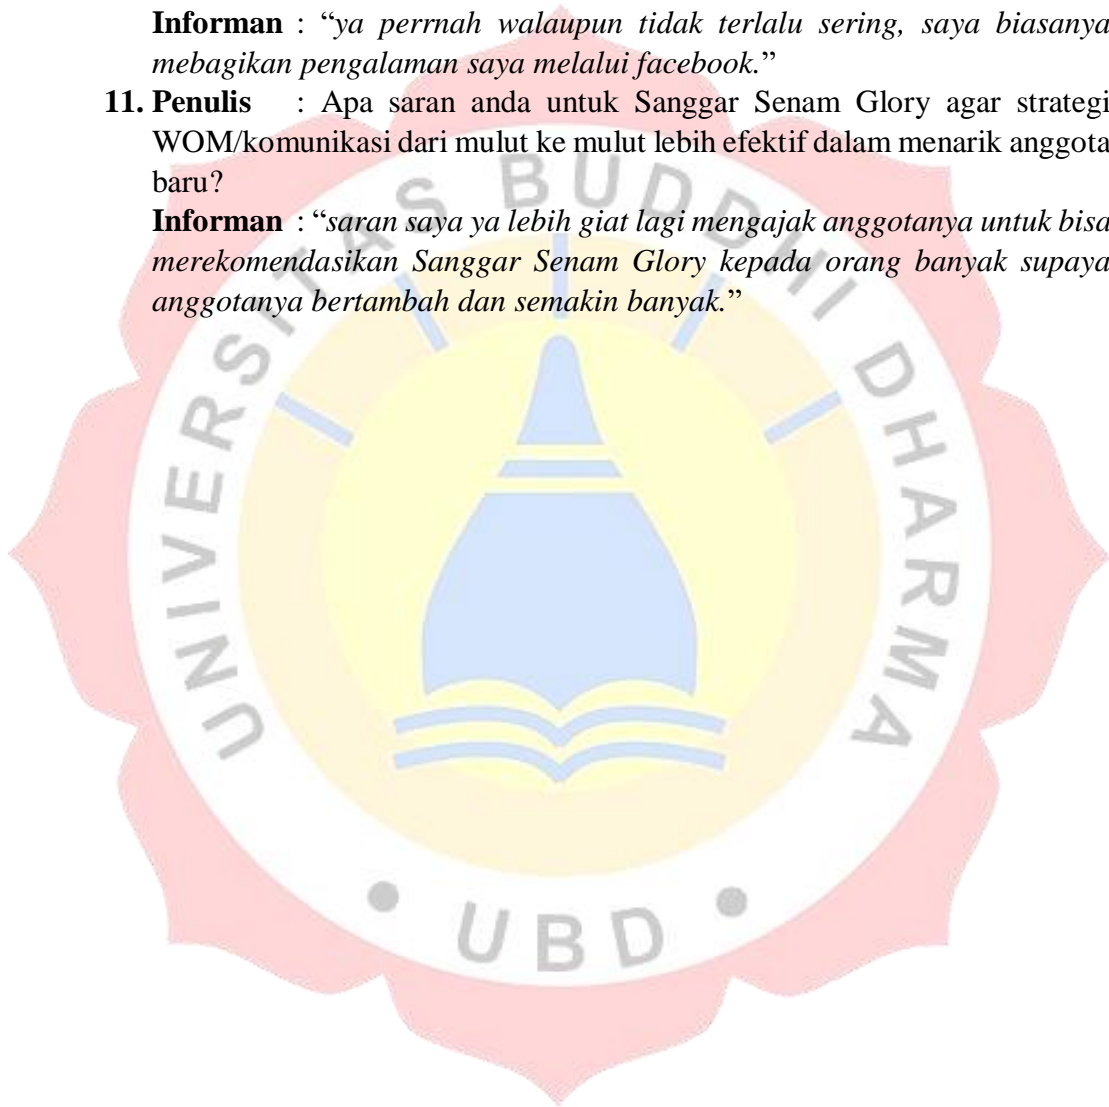 Informan : “ya perrnah walaupun tidak terlalu sering, saya biasanya
mebagikan pengalaman saya melalui facebook.”
11. Penulis : Apa saran anda untuk Sanggar Senam Glory agar strategi
WOM/komunikasi dari mulut ke mulut lebih efektif dalam menarik anggota
baru?
Informan : “saran saya ya lebih giat lagi mengajak anggotanya untuk bisa
merekomendasikan Sanggar Senam Glory kepada orang banyak supaya
anggotanya bertambah dan semakin banyak.”
UNIVERSITAS BUDDHI DHARMA
• UBD •